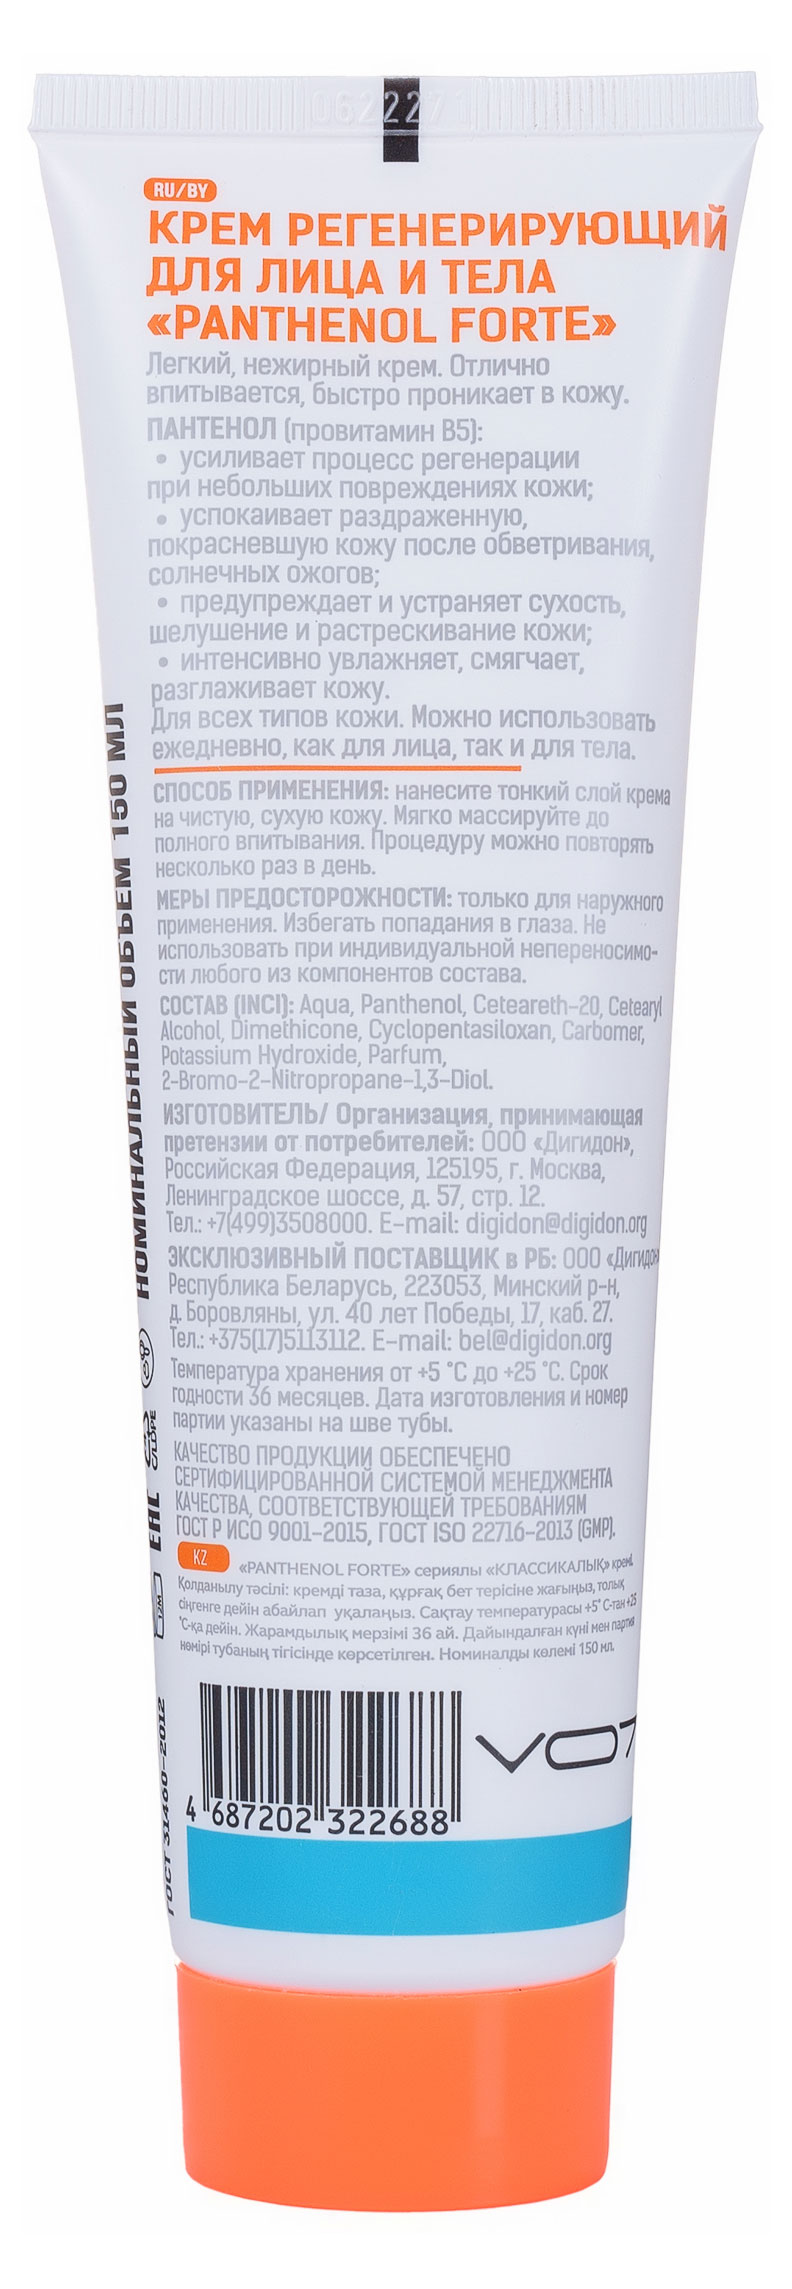 062271
RU/BY
КРЕМ РЕГЕНЕРИРУЮЩИЙ
ДЛЯ ЛИЦА И ТЕЛА
«PANTHENOL FORTE»
Легкий, нежирный крем. Отлично
впитывается, быстро проникает в кожу.
ПАНТЕНОЛ (провитамин В5):
• усиливает процесс регенерации
при небольших повреждениях кожи;
• успокаивает раздраженную,
покрасневшую кожу после обветривания,
солнечных ожогов;
• предупреждает и устраняет сухость,
шелушение и растрескивание кожи;
• интенсивно увлажняет, смягчает,
разглаживает кожу.
Для всех типов кожи. Можно использовать
ежедневно, как для лица, так и для тела.
СПОСОБ ПРИМЕНЕНИЯ: нанесите тонкий слой крема
на чистую, сухую кожу. Мягко массируйте до
полного впитывания. Процедуру можно повторять
несколько раз в день.
МЕРЫ ПРЕДОСТОРОЖНОСТИ: только для наружного
применения. Избегать попадания в глаза. Не
использовать при индивидуальной непереносимо-
сти любого из компонентов состава.
СОСТАВ (INCI): Aqua, Panthenol, Ceteareth-20, Cetearyl
Alcohol, Dimethicone, Cyclopentasiloxan, Carbomer,
Potassium Hydroxide, Parfum,
2-Bromo-2-Nitropropane-1,3-Diol.
ИЗГОТОВИТЕЛЬ/ Организация, принимающая
претензии от потребителей: ООО «Дигидон»,
Российская Федерация, 125195, г. Москва,
Ленинградское шоссе, д. 57, стр. 12.
Тел.: +7(499)3508000. E-mail: digidon@digidon.org
ЭКСКЛЮЗИВНЫЙ ПОСТАВЩИК в РБ: ООО «Дигидон»
Республика Беларусь, 223053, Минский р-н,
д. Боровляны, ул. 40 лет Победы, 17, каб. 27.
Тел.: +375(17)5113112. E-mail: bel@digidon.org
Температура хранения от +5 °С до +25 °С. Срок
годности 36 месяцев. Дата изготовления и номер
партии указаны на шве тубы.
КАЧЕСТВО ПРОДУКЦИИ ОБЕСПЕЧЕНО
СЕРТИФИЦИРОВАННОЙ СИСТЕМОЙ МЕНЕДЖМЕНТА
КАЧЕСТВА, СООТВЕТСТВУЮЩЕЙ ТРЕБОВАНИЯМ
ГОСТ Р ИСО 9001-2015, ГОСТ ISO 22716-2013 (GMP).
KZ
«PANTHENOL FORTE» сериялы «КЛАССИКАЛЫҚ» кремі.
Қолданылу тәсілі: кремді таза, құрғақ бет терісіне жағыңыз, толық
сіңгенге дейін абайлап уқалаңыз. Сақтау температурасы +5°С-тан +25
°С-қа дейін. Жарамдылық мерзімі 36 ай. Дайындалған күні мен партия
нөмірі тубаның тігісінде көрсетілген. Номиналды көлемі 150 мл.
4 687202 322688
VOT
НОМИНАЛЬНЫЙ ОБЪЕМ 150 МЛ
C/LDPE
EAC
12M
ГОСТ 31460-2012